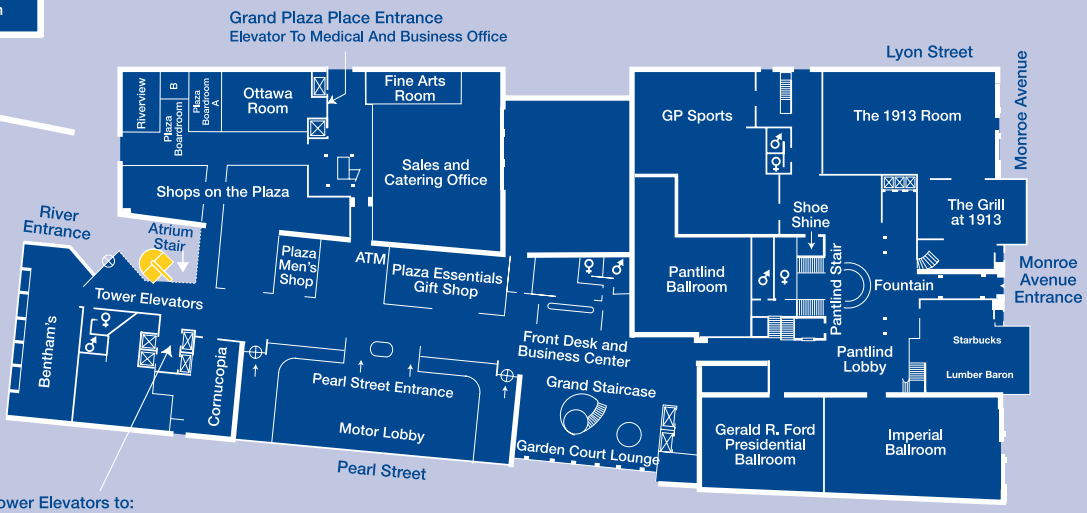 Grand Plaza Place Entrance
Elevator To Medical And Business Office
Lyon Street
Monroe Avenue
Riverview
B
Plaza
Boardroom
Plaza
Boardroom
A
Ottawa
Room
Fine Arts
Room
GP Sports
The 1913 Room
Sales and
Catering Office
Shops on the Plaza
The Grill
at 1913
Shoe
Shine
River
Entrance
Atrium
Stair
Plaza
Men's
Shop
ATM
Plaza Essentials
Gift Shop
Pantlind
Ballroom
Pantlind Stair
Fountain
Monroe
Avenue
Entrance
Tower Elevators
Bentham's
Cornucopia
Front Desk and
Business Center
Pantlind
Lobby
Starbucks
Lumber Baron
Pearl Street Entrance
Grand Staircase
Motor Lobby
Garden Court Lounge
Gerald R. Ford
Presidential
Ballroom
Imperial
Ballroom
Pearl Street
ower Elevators to: